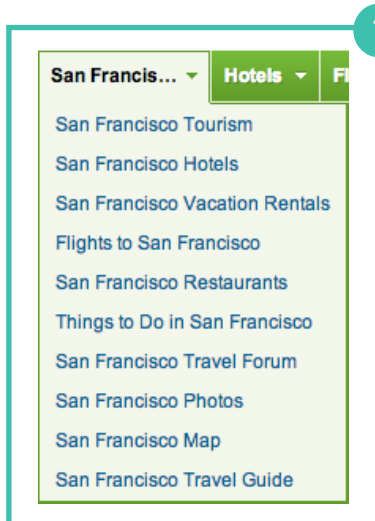 San Francis... Hotels Fl
San Francisco Tourism
San Francisco Hotels
San Francisco Vacation Rentals
Flights to San Francisco
San Francisco Restaurants
Things to Do in San Francisco
San Francisco Travel Forum
San Francisco Photos
San Francisco Map
San Francisco Travel Guide